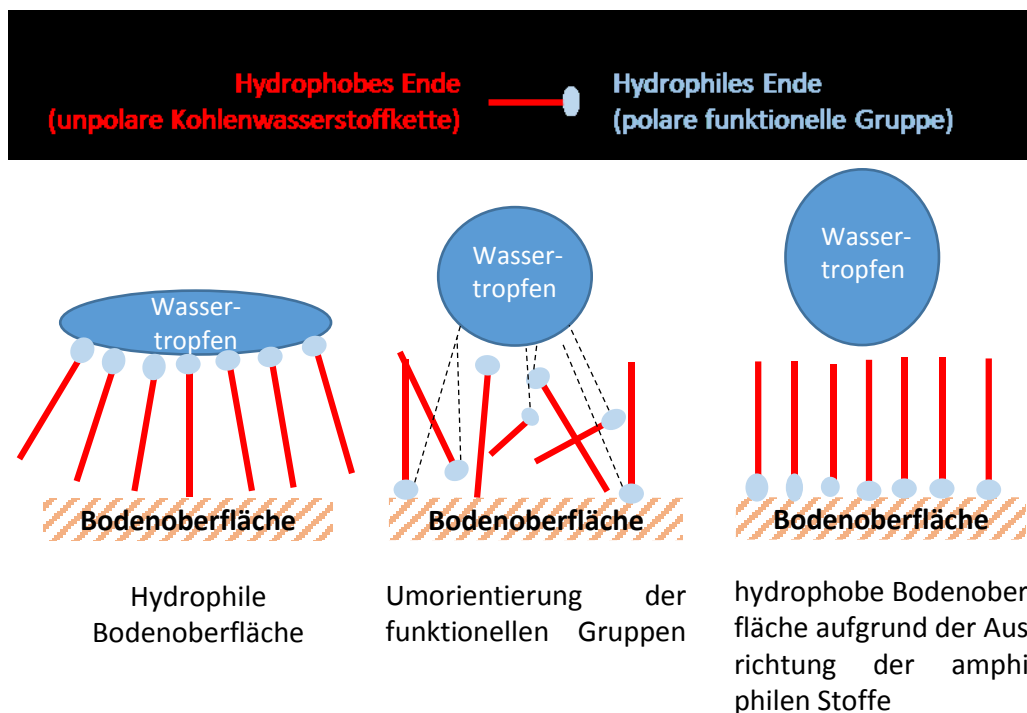 Hydrophobes Ende
(unpolare Kohlenwasserstoffkette)
Hydrophiles Ende
(polare funktionelle Gruppe)
Wasser-
tropfen
Wasser-
tropfen
Wasser-
tropfen
Bodenoberfläche
Bodenoberfläche
Bodenoberfläche
Hydrophile
Bodenoberfläche
Umorientierung der
funktionellen Gruppen
hydrophobe Bodenober
fläche aufgrund der Aus
richtung der amphi
philen Stoffe